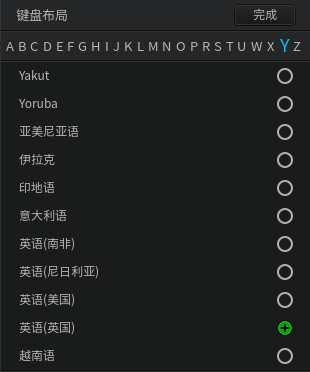 键盘布局 完成
A B C D E F G H I J K L M N O P R S T U W X Y Z
Yakut
Yoruba
亚美尼亚语
伊拉克
印地语
意大利语
英语(南非)
英语(尼日利亚)
英语(美国)
英语(英国)
越南语